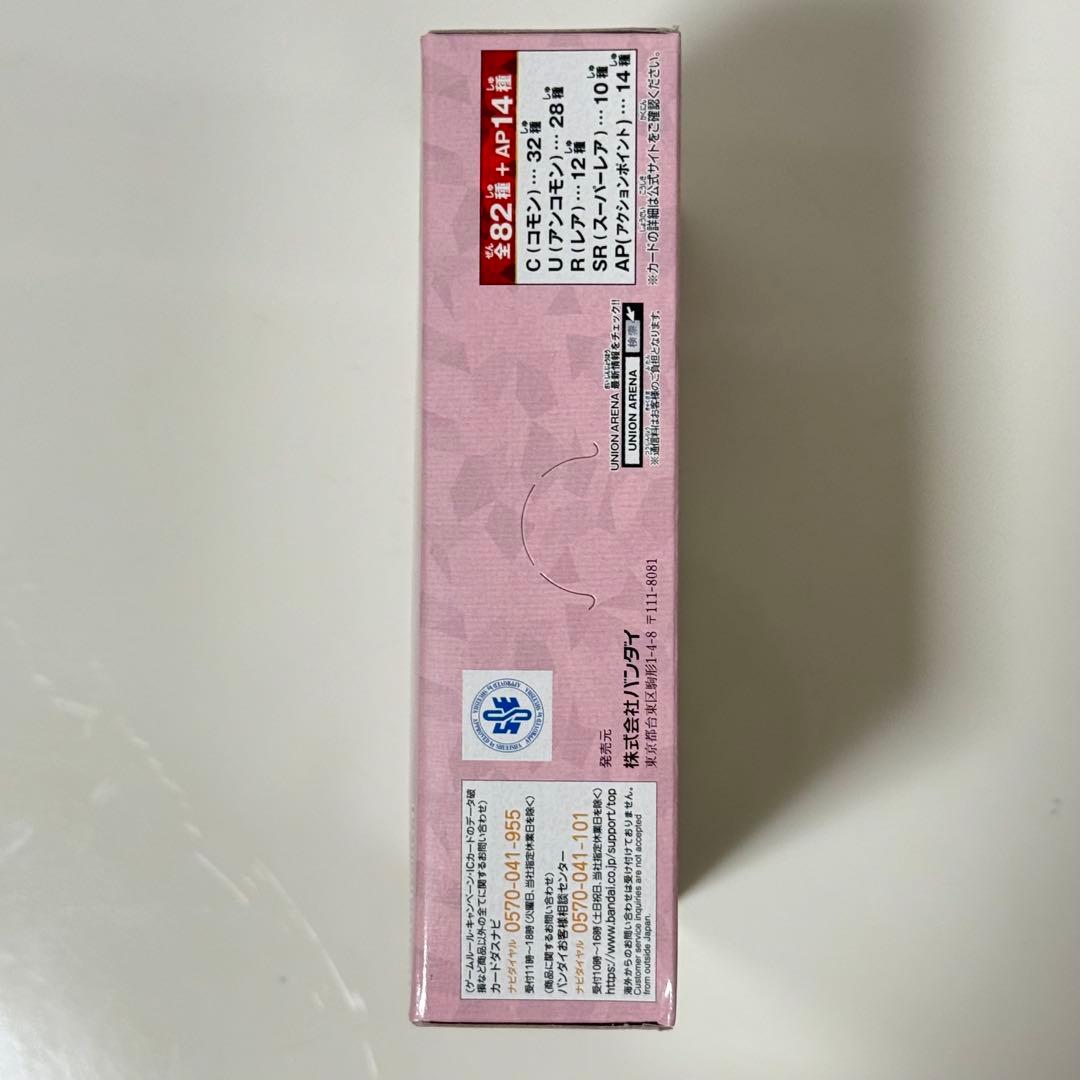 全82種 + AP14種
C (コモン) … 32種
U (アンコモン) … 28種
R (レア) … 12種
SR (スーパーレア) … 10種
AP (アクションポイント) … 14種
※カードの詳細は公式サイトをご確認ください。
UNION ARENA 最新情報をチェック!!
UNION ARENA 検索
※通信料はお客様のご負担となります。
発売元
株式会社バンダイ
東京都台東区駒形1-4-8 〒111-8081
APPROVED by SHUEISHA
(ゲームルール・キャンペーン・ICカードのデータ破
損など商品以外の全てに関するお問い合わせ)
カードダスナビ
ナビダイヤル 0570-041-955
受付11時~18時 (火曜日、当社指定休業日を除く)
(商品に関するお問い合わせ)
バンダイお客様相談センター
ナビダイヤル 0570-041-101
受付10時~16時 (土日祝日、当社指定休業日を除く)
https://www.bandai.co.jp/support/top
海外からのお問い合わせは受け付けておりません。
Customer service inquiries are not accepted
from outside Japan.